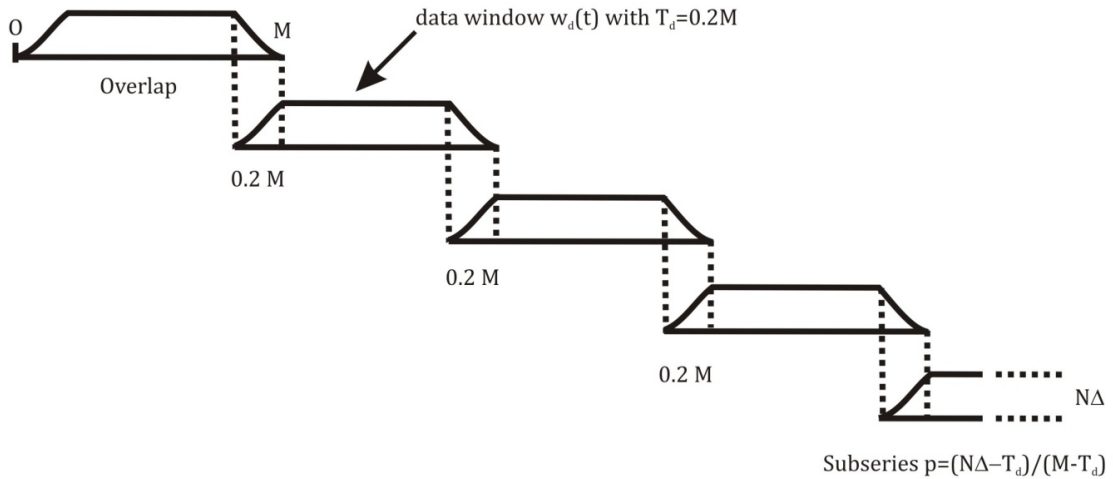 O
M
data window w_d(t) with T_d=0.2M
Overlap
0.2 M
0.2 M
0.2 M
NΔ
Subseries p=(NΔ−T_d)/(M-T_d)